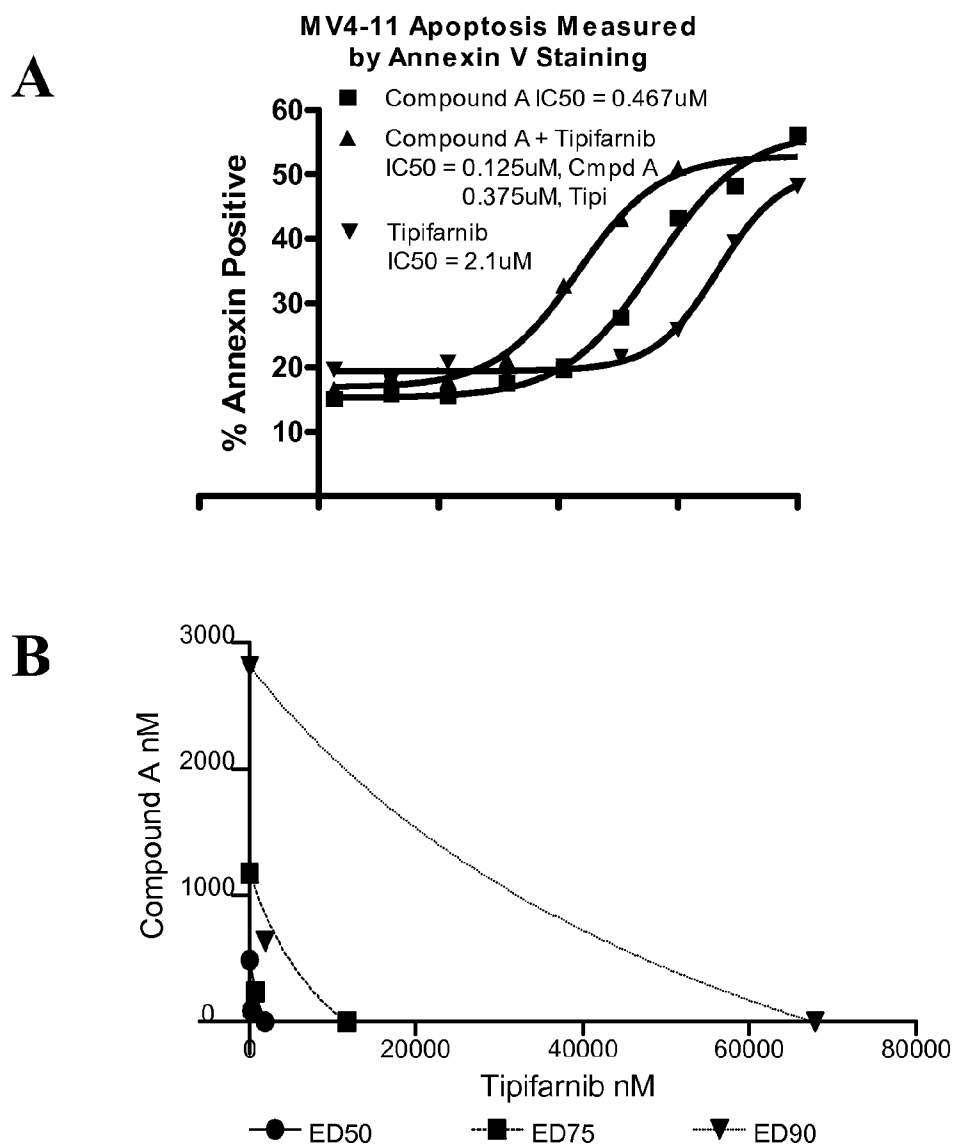 A
MV4-11 Apoptosis Measured
by Annexin V Staining
Compound A IC50 = 0.467uM
Compound A + Tipifarnib
IC50 = 0.125uM, Cmpd A
0.375uM, Tipi
Tipifarnib
IC50 = 2.1uM
% Annexin Positive
60
50
40
30
20
10
B
Compound A nM
3000
2000
1000
0
0 20000 40000 60000 80000
Tipifarnib nM
ED50 ED75 ED90